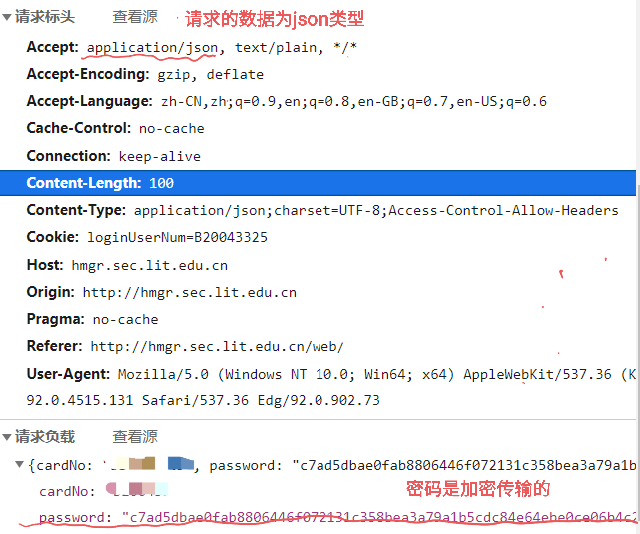 请求标头 查看源 请求的数据为json类型
Accept: application/json, text/plain, */*
Accept-Encoding: gzip, deflate
Accept-Language: zh-CN,zh;q=0.9,en;q=0.8,en-GB;q=0.7,en-US;q=0.6
Cache-Control: no-cache
Connection: keep-alive
Content-Length: 100
Content-Type: application/json;charset=UTF-8;Access-Control-Allow-Headers
Cookie: loginUserNum=B20043325
Host: hmgr.sec.lit.edu.cn
Origin: http://hmgr.sec.lit.edu.cn
Pragma: no-cache
Referer: http://hmgr.sec.lit.edu.cn/web/
User-Agent: Mozilla/5.0 (Windows NT 10.0; Win64; x64) AppleWebKit/537.36 (K
92.0.4515.131 Safari/537.36 Edg/92.0.902.73
请求负载 查看源
{cardNo: , password: "c7ad5dbae0fab8806446f072131c358bea3a79a1b
cardNo: 密码是加密传输的
password: "c7ad5dbae0fab8806446f072131c358bea3a79a1b5cdc84e64ebe0ce06b4c2